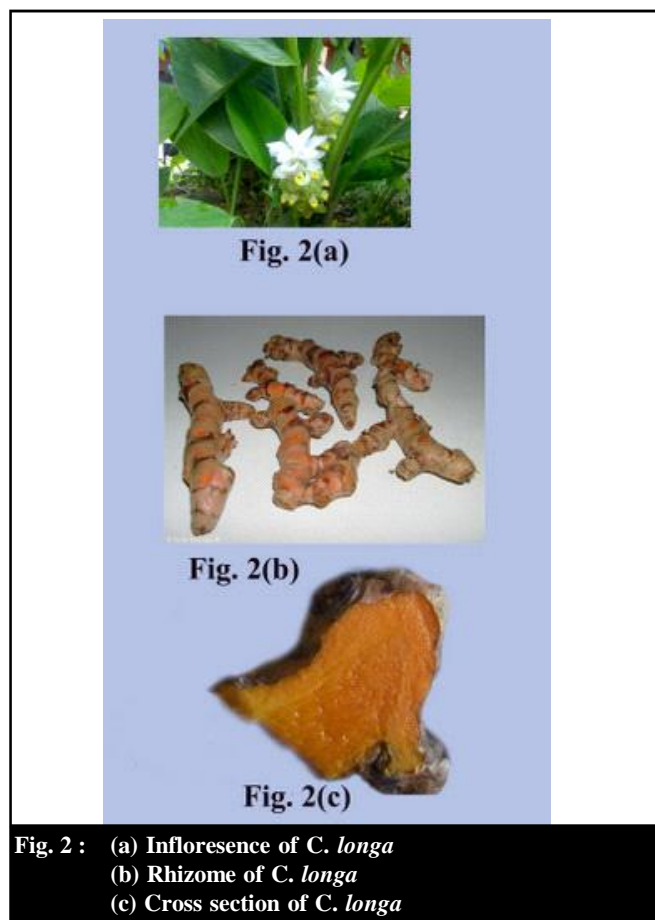 Fig. 2(a)
Fig. 2(b)
Fig. 2(c)
Fig. 2 : (a) Infloresence of C. longa
(b) Rhizome of C. longa
(c) Cross section of C. longa